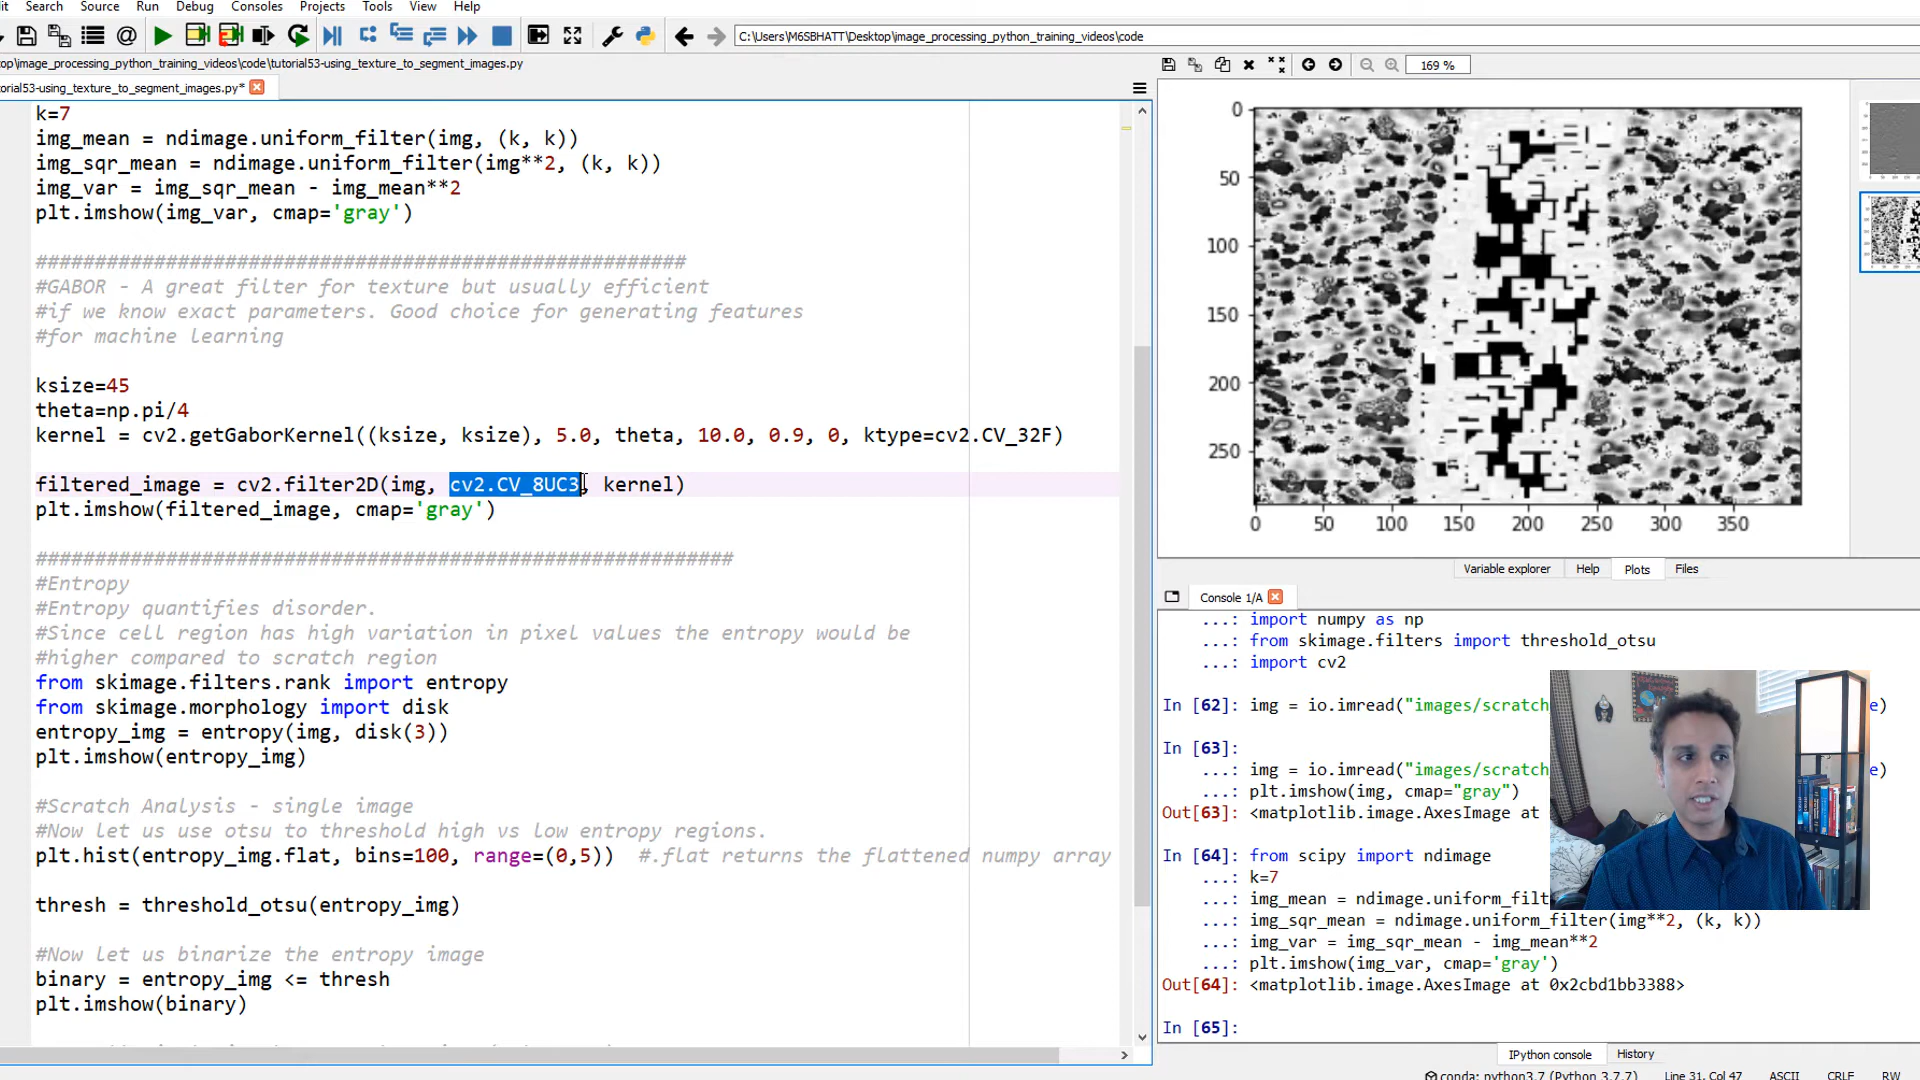 it Search Source Run Debug Consoles Projects Tools View Help
C:\Users\M6SBHATT\Desktop\image_processing_python_training_videos\code
op\image_processing_python_training_videos\code\tutorial53-using_texture_to_segment_images.py
orial53-using_texture_to_segment_images.py*
k=7
img_mean = ndimage.uniform_filter(img, (k, k))
img_sqr_mean = ndimage.uniform_filter(img**2, (k, k))
img_var = img_sqr_mean - img_mean**2
plt.imshow(img_var, cmap='gray')
#######################################################
#GABOR - A great filter for texture but usually efficient
#if we know exact parameters. Good choice for generating features
#for machine learning
ksize=45
theta=np.pi/4
kernel = cv2.getGaborKernel((ksize, ksize), 5.0, theta, 10.0, 0.9, 0, ktype=cv2.CV_32F)
filtered_image = cv2.filter2D(img, cv2.CV_8UC3, kernel)
plt.imshow(filtered_image, cmap='gray')
###########################################################
#Entropy
#Entropy quantifies disorder.
#Since cell region has high variation in pixel values the entropy would be
#higher compared to scratch region
from skimage.filters.rank import entropy
from skimage.morphology import disk
entropy_img = entropy(img, disk(3))
plt.imshow(entropy_img)
#Scratch Analysis - single image
#Now let us use otsu to threshold high vs low entropy regions.
plt.hist(entropy_img.flat, bins=100, range=(0,5))  #.flat returns the flattened numpy array
thresh = threshold_otsu(entropy_img)
#Now let us binarize the entropy image
binary = entropy_img <= thresh
plt.imshow(binary)
169 %
0
50
100
150
200
250
0 50 100 150 200 250 300 350
Variable explorer Help Plots Files
Console 1/A
...: import numpy as np
...: from skimage.filters import threshold_otsu
...: import cv2
In [62]: img = io.imread("images/scratch e)
In [63]:
...: img = io.imread("images/scratch e)
...: plt.imshow(img, cmap="gray")
Out[63]: <matplotlib.image.AxesImage at
In [64]: from scipy import ndimage
...: k=7
...: img_mean = ndimage.uniform_filt
...: img_sqr_mean = ndimage.uniform_filter(img**2, (k, k))
...: img_var = img_sqr_mean - img_mean**2
...: plt.imshow(img_var, cmap='gray')
Out[64]: <matplotlib.image.AxesImage at 0x2cbd1bb3388>
In [65]:
IPython console History
conda: python3.7 (Python 3.7.7) Line 31, Col 47 ASCII CRLF RW